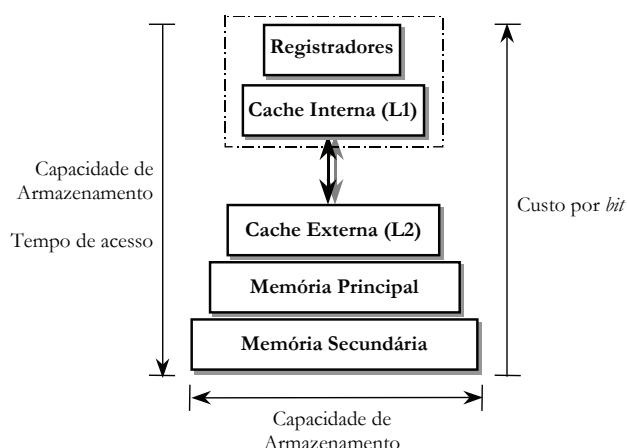 Registradores
Cache Interna (L1)
Capacidade de
Armazenamento
Tempo de acesso
Custo por bit
Cache Externa (L2)
Memória Principal
Memória Secundária
Capacidade de
Armazenamento